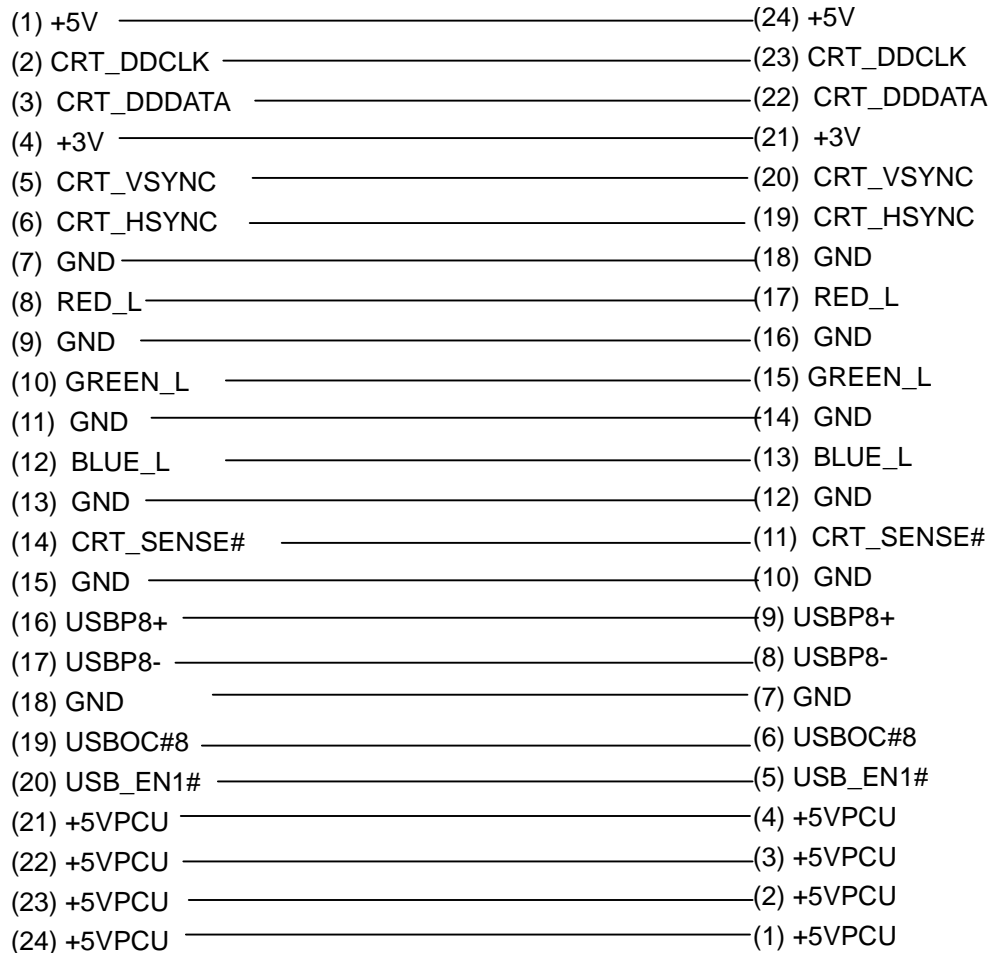 (1) +5V (24) +5V
(2) CRT_DDCLK (23) CRT_DDCLK
(3) CRT_DDDATA (22) CRT_DDDATA
(4) +3V (21) +3V
(5) CRT_VSYNC (20) CRT_VSYNC
(6) CRT_HSYNC (19) CRT_HSYNC
(7) GND (18) GND
(8) RED_L (17) RED_L
(9) GND (16) GND
(10) GREEN_L (15) GREEN_L
(11) GND (14) GND
(12) BLUE_L (13) BLUE_L
(13) GND (12) GND
(14) CRT_SENSE# (11) CRT_SENSE#
(15) GND (10) GND
(16) USBP8+ (9) USBP8+
(17) USBP8- (8) USBP8-
(18) GND (7) GND
(19) USBOC#8 (6) USBOC#8
(20) USB_EN1# (5) USB_EN1#
(21) +5VPCU (4) +5VPCU
(22) +5VPCU (3) +5VPCU
(23) +5VPCU (2) +5VPCU
(24) +5VPCU (1) +5VPCU